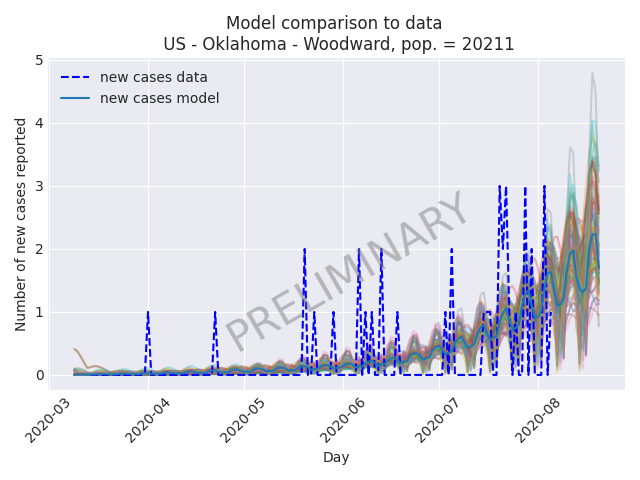 Model comparison to data
US - Oklahoma - Woodward, pop. = 20211
new cases data
new cases model
PRELIMINARY
Number of new cases reported
5
4
3
2
1
0
2020-03
2020-04
2020-05
2020-06
2020-07
2020-08
Day